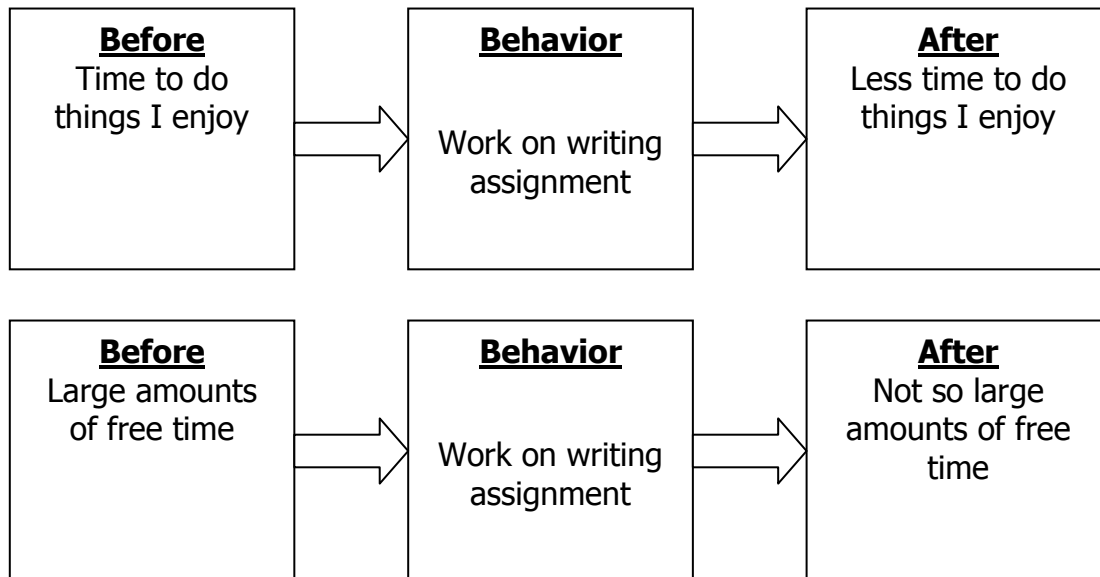 Before
Time to do
things I enjoy
Behavior
Work on writing
assignment
After
Less time to do
things I enjoy
Before
Large amounts
of free time
Behavior
Work on writing
assignment
After
Not so large
amounts of free
time